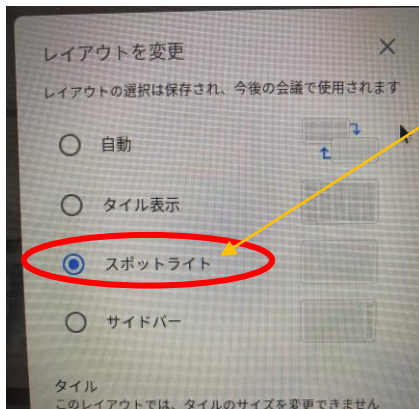 レイアウトを変更
レイアウトの選択は保存され、今後の会議で使用されます
自動
タイル表示
スポットライト
サイドバー
タイル
このレイアウトでは、タイルのサイズを変更できません